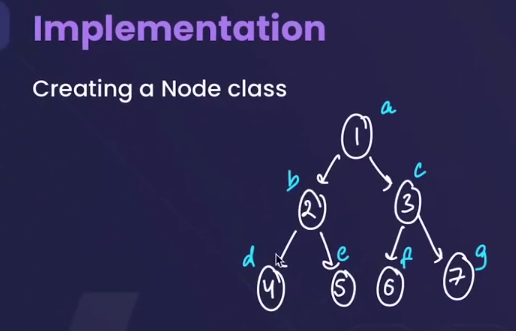 Implementation
Creating a Node class
a
1
b
c
2
3
d
e
f
g
4
5
6
7